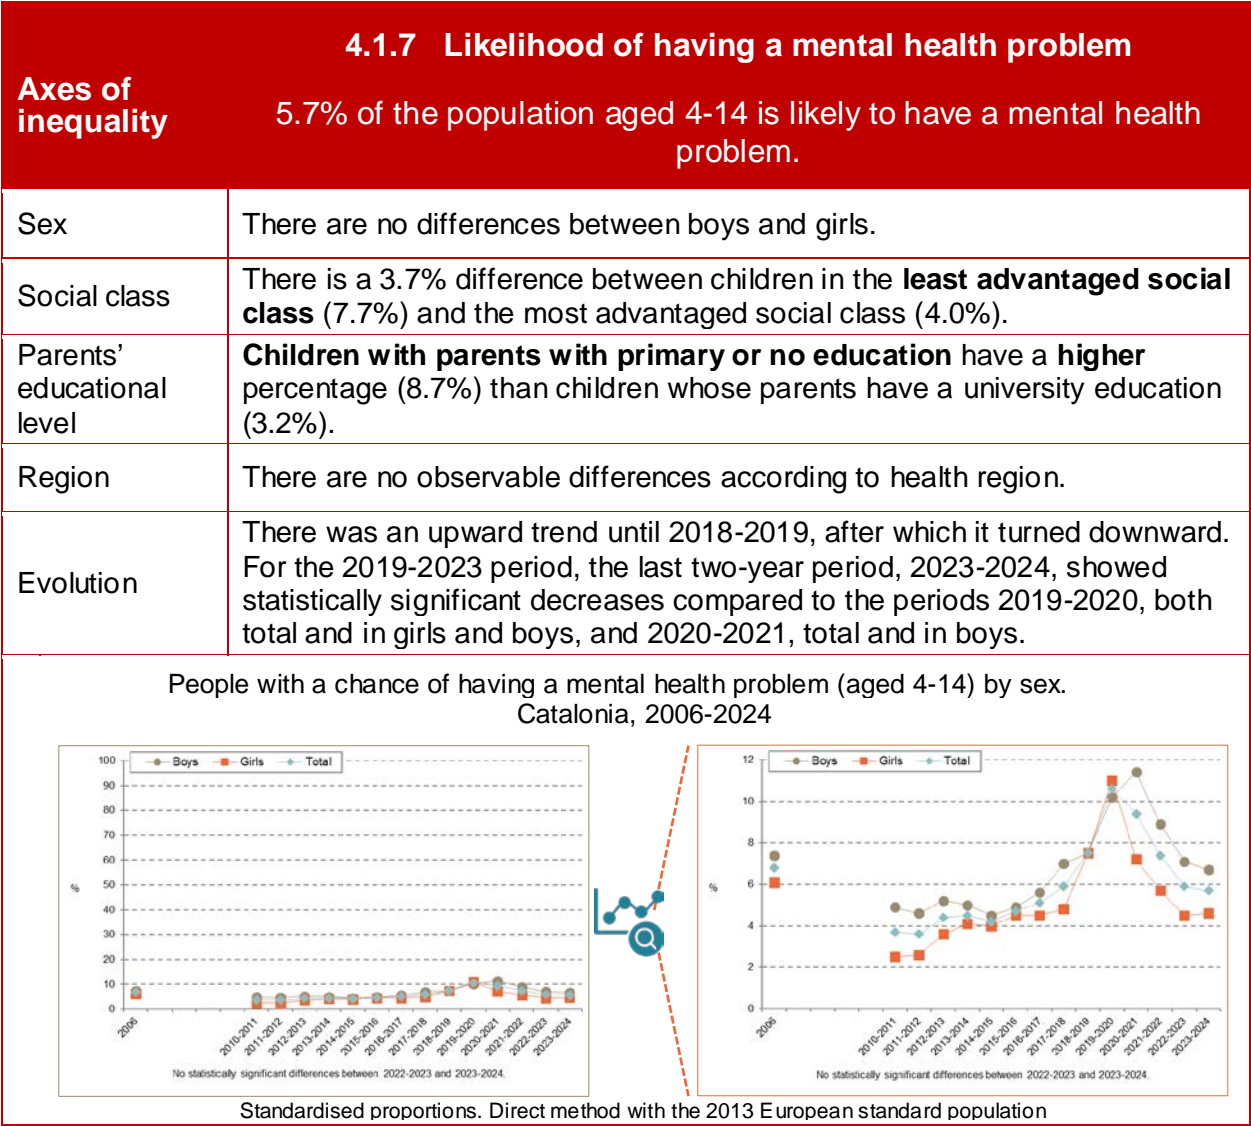 4.1.7 Likelihood of having a mental health problem
Axes of
inequality
5.7% of the population aged 4-14 is likely to have a mental health
problem.
Sex
There are no differences between boys and girls.
Social class
There is a 3.7% difference between children in the least advantaged social
class (7.7%) and the most advantaged social class (4.0%).
Parents’
educational
level
Children with parents with primary or no education have a higher
percentage (8.7%) than children whose parents have a university education
(3.2%).
Region
There are no observable differences according to health region.
Evolution
There was an upward trend until 2018-2019, after which it turned downward.
For the 2019-2023 period, the last two-year period, 2023-2024, showed
statistically significant decreases compared to the periods 2019-2020, both
total and in girls and boys, and 2020-2021, total and in boys.
People with a chance of having a mental health problem (aged 4-14) by sex.
Catalonia, 2006-2024
Boys Girls Total
100
90
80
70
60
50
40
30
20
10
0
%
2006
2010-2011
2011-2012
2012-2013
2013-2014
2014-2015
2015-2016
2016-2017
2017-2018
2018-2019
2019-2020
2020-2021
2021-2022
2022-2023
2023-2024
No statistically significant differences between 2022-2023 and 2023-2024.
Boys Girls Total
12
10
8
6
4
2
0
%
2006
2010-2011
2011-2012
2012-2013
2013-2014
2014-2015
2015-2016
2016-2017
2017-2018
2018-2019
2019-2020
2020-2021
2021-2022
2022-2023
2023-2024
No statistically significant differences between 2022-2023 and 2023-2024.
Standardised proportions. Direct method with the 2013 European standard population